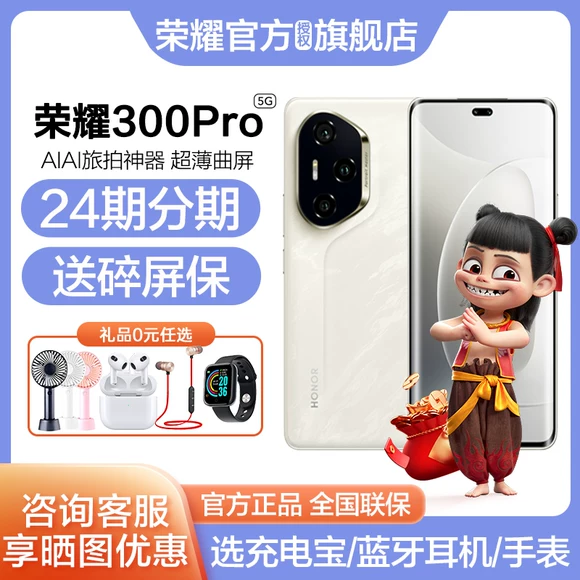 荣耀官方授权旗舰店
荣耀300Pro 5G
AIAI旅拍神器 超薄曲屏
24期分期
送碎屏保
礼品0元任选
HONOR
咨询客服
享晒图优惠
官方正品 全国联保
选充电宝/蓝牙耳机/手表